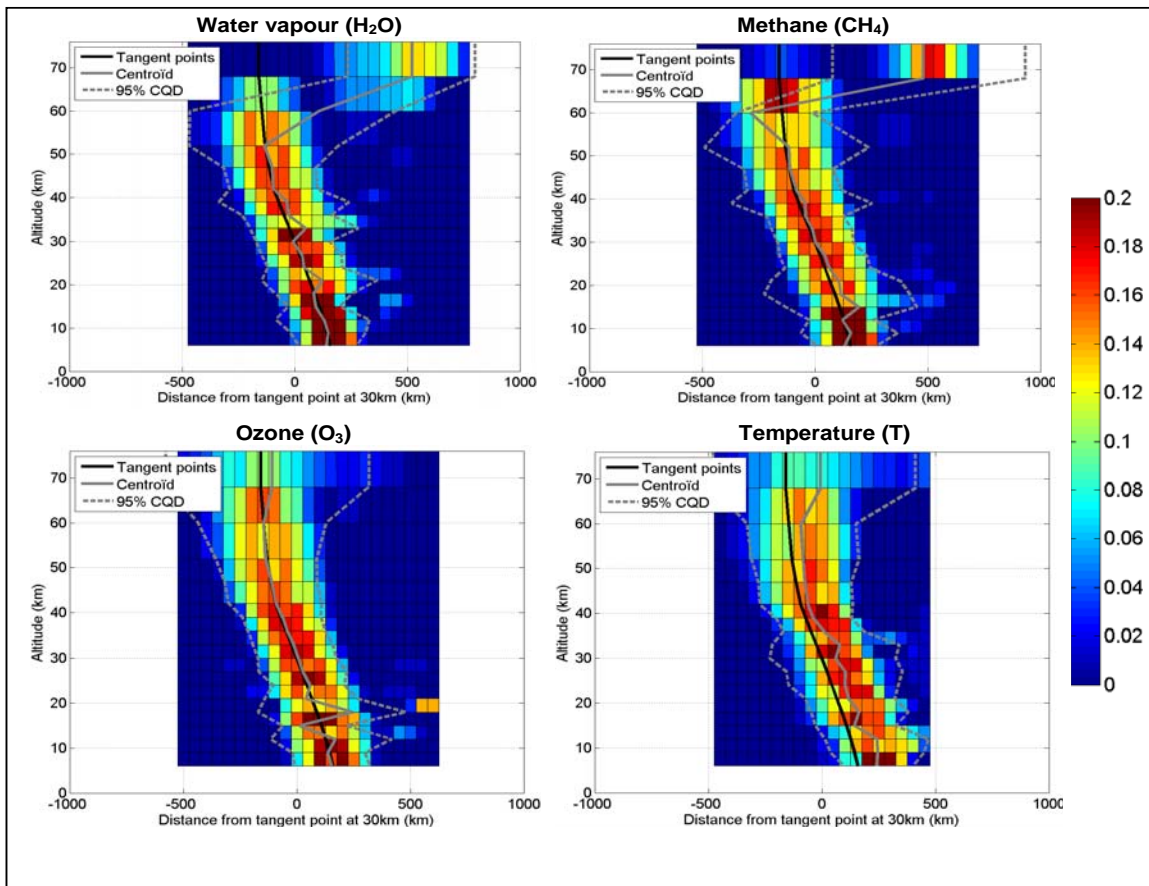 Water vapour (H₂O)
Tangent points
Centroïd
95% CQD
70
60
50
40
30
20
10
0
Altitude (km)
-1000
-500
0
500
1000
Distance from tangent point at 30km (km)
Methane (CH₄)
Tangent points
Centroïd
95% CQD
70
60
50
40
30
20
10
0
Altitude (km)
-1000
-500
0
500
1000
Distance from tangent point at 30km (km)
Ozone (O₃)
Tangent points
Centroïd
95% CQD
70
60
50
40
30
20
10
0
Altitude (km)
-1000
-500
0
500
1000
Distance from tangent point at 30km (km)
Temperature (T)
Tangent points
Centroïd
95% CQD
70
60
50
40
30
20
10
0
Altitude (km)
-1000
-500
0
500
1000
Distance from tangent point at 30km (km)
0.2
0.18
0.16
0.14
0.12
0.1
0.08
0.06
0.04
0.02
0